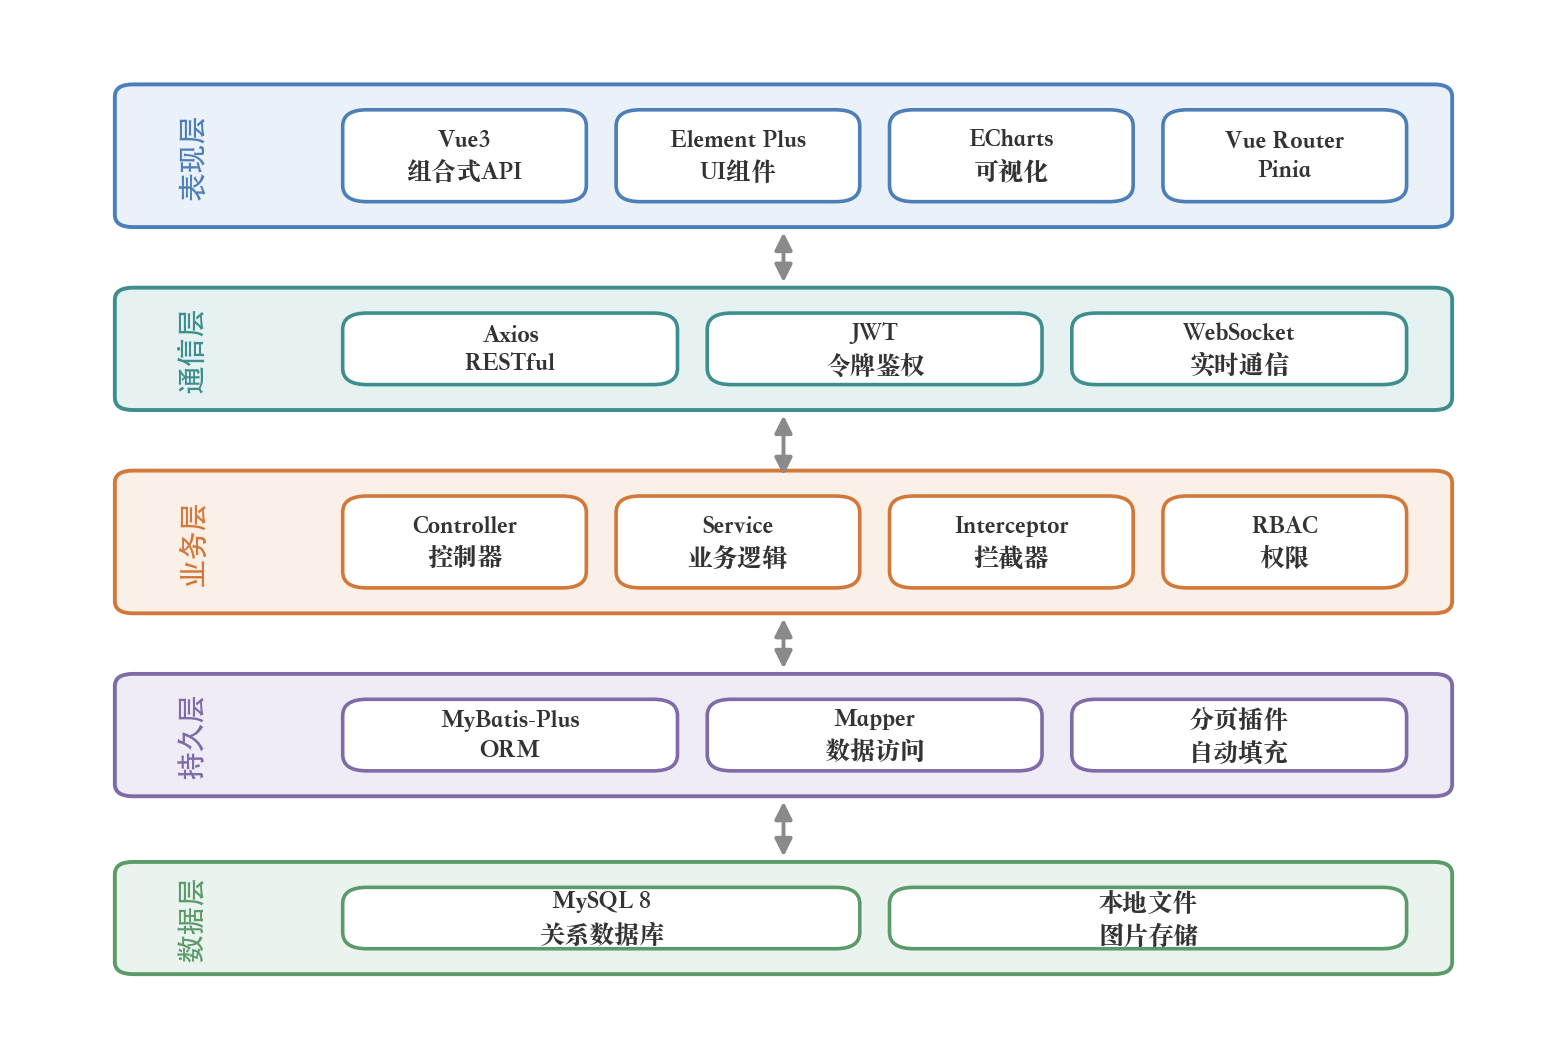 表现层
Vue3
组合式API
Element Plus
UI组件
ECharts
可视化
Vue Router
Pinia
通信层
Axios
RESTful
JWT
令牌鉴权
WebSocket
实时通信
业务层
Controller
控制器
Service
业务逻辑
Interceptor
拦截器
RBAC
权限
持久层
MyBatis-Plus
ORM
Mapper
数据访问
分页插件
自动填充
数据层
MySQL 8
关系数据库
本地文件
图片存储